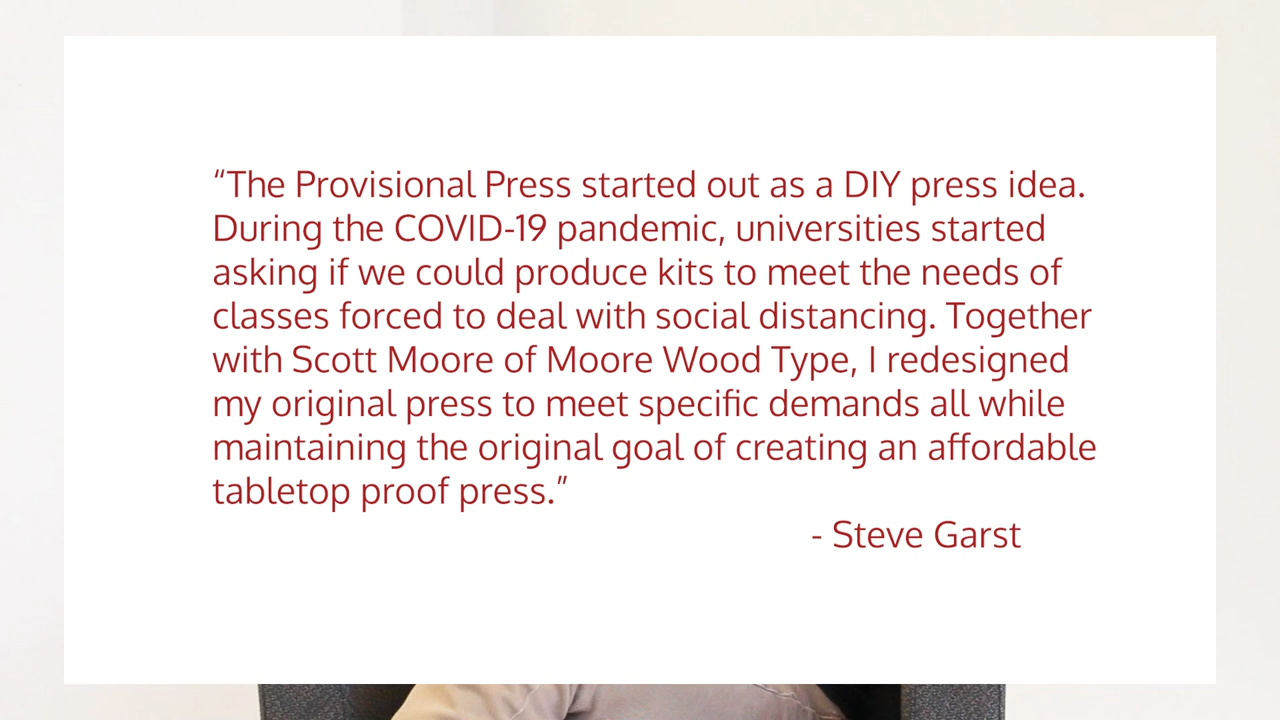 “The Provisional Press started out as a DIY press idea.
During the COVID-19 pandemic, universities started
asking if we could produce kits to meet the needs of
classes forced to deal with social distancing. Together
with Scott Moore of Moore Wood Type, I redesigned
my original press to meet specific demands all while
maintaining the original goal of creating an affordable
tabletop proof press.”
- Steve Garst